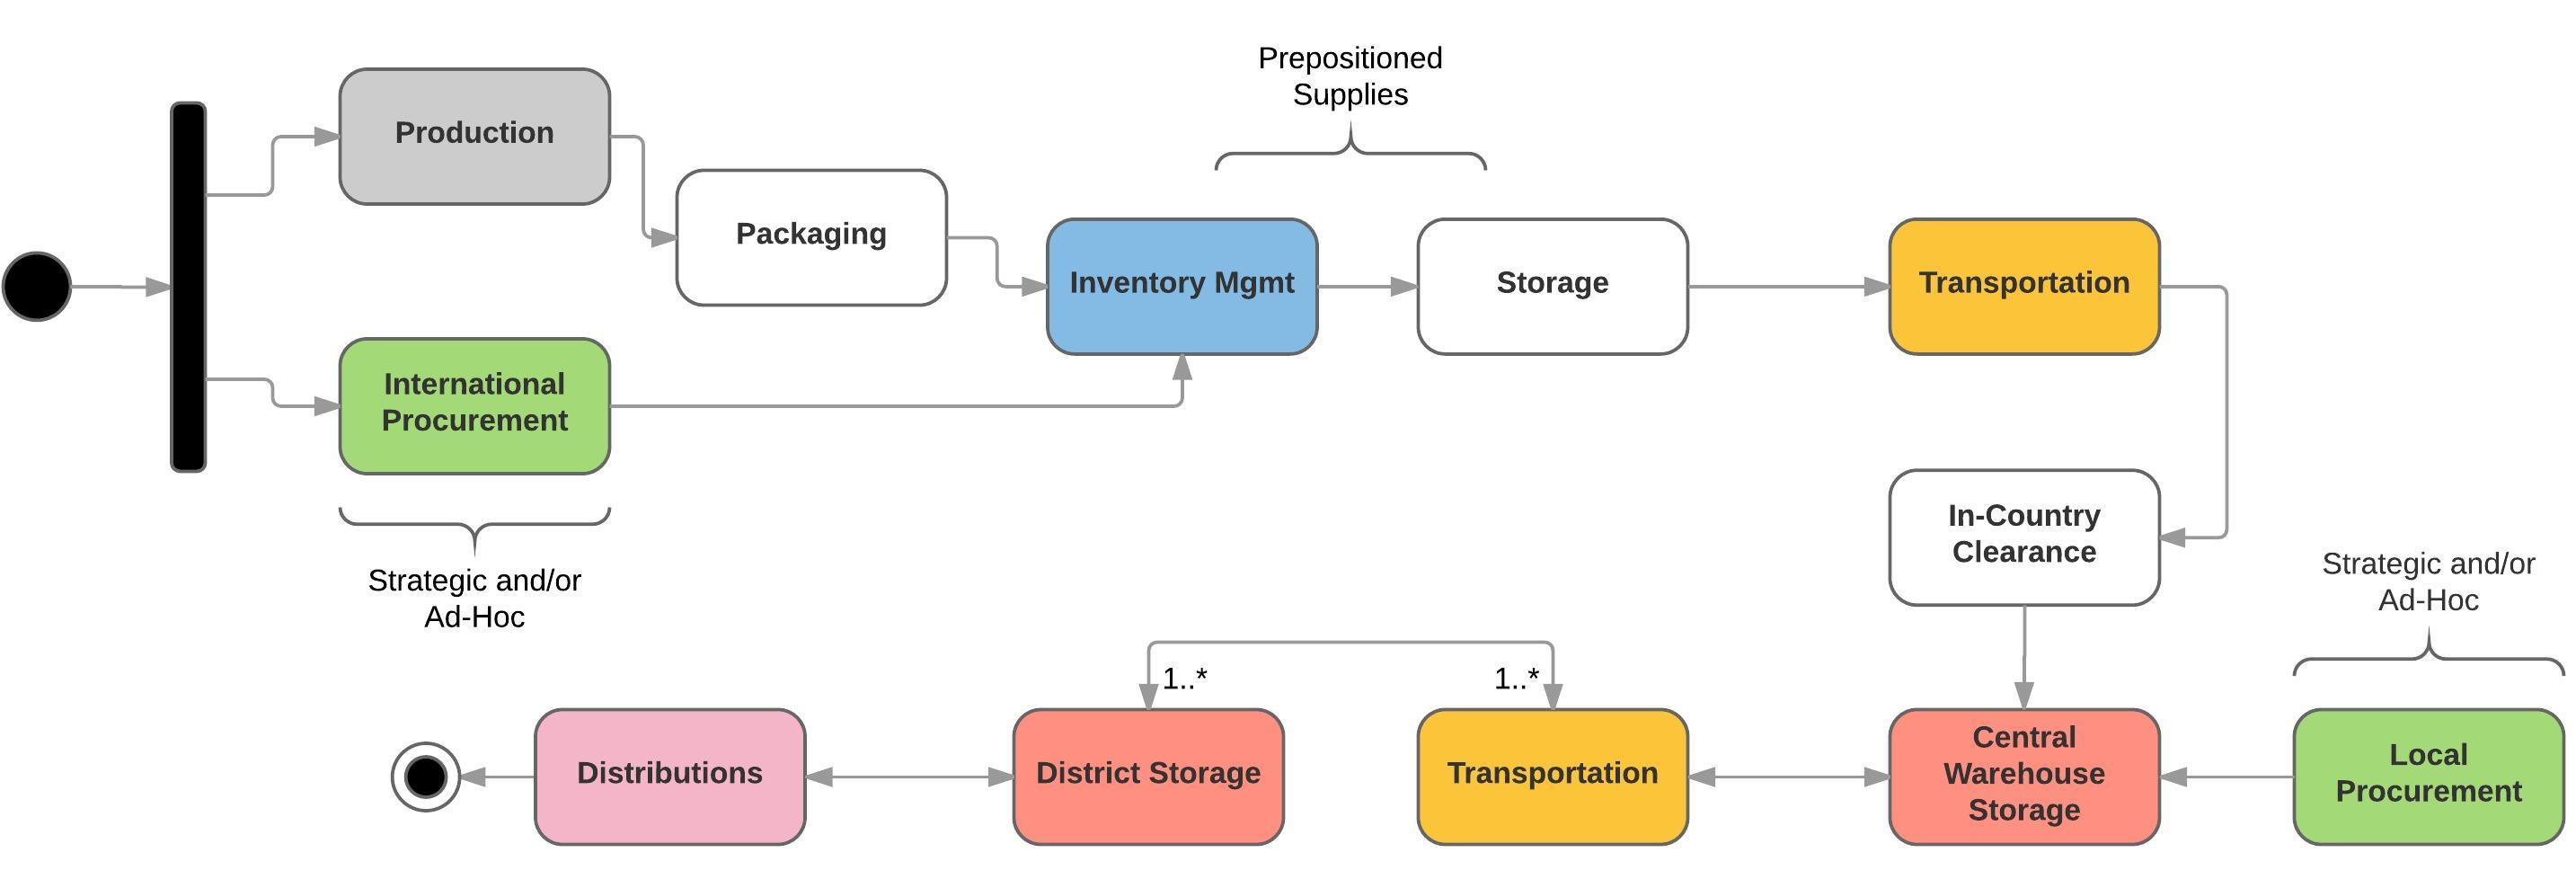 Prepositioned
Supplies
Production
Packaging
Inventory Mgmt
Storage
Transportation
International
Procurement
Strategic and/or
Ad-Hoc
In-Country
Clearance
Strategic and/or
Ad-Hoc
1..*
1..*
Distributions
District Storage
Transportation
Central
Warehouse
Storage
Local
Procurement